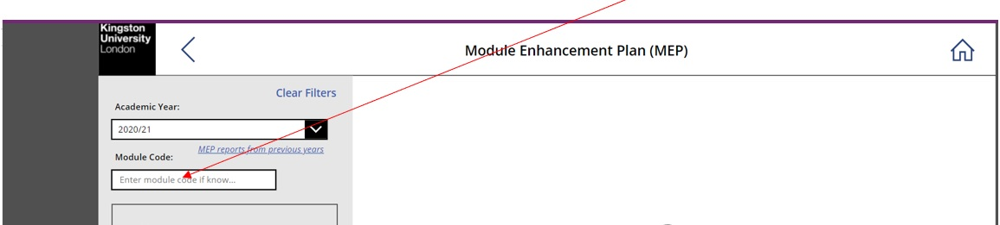 Kingston
University
London
Module Enhancement Plan (MEP)
Clear Filters
Academic Year:
2020/21
MEP reports from previous years
Module Code:
Enter module code if know...